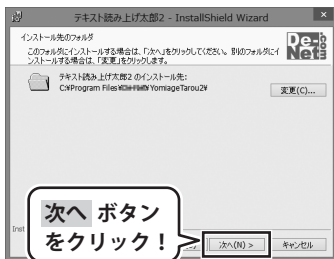 テキスト読み上げ太郎2 - InstallShield Wizard
インストール先のフォルダ
このフォルダにインストールする場合は、「次へ」をクリックしてください。別のフォルダにイ
ンストールする場合は、「変更」をクリックします。
De-
Net
テキスト読み上げ太郎2 のインストール先:
C:¥Program Files¥De-Net¥YomiageTarou2¥
変更(C)...
次へ ボタン
をクリック！
Inst
次へ(N) >
キャンセル